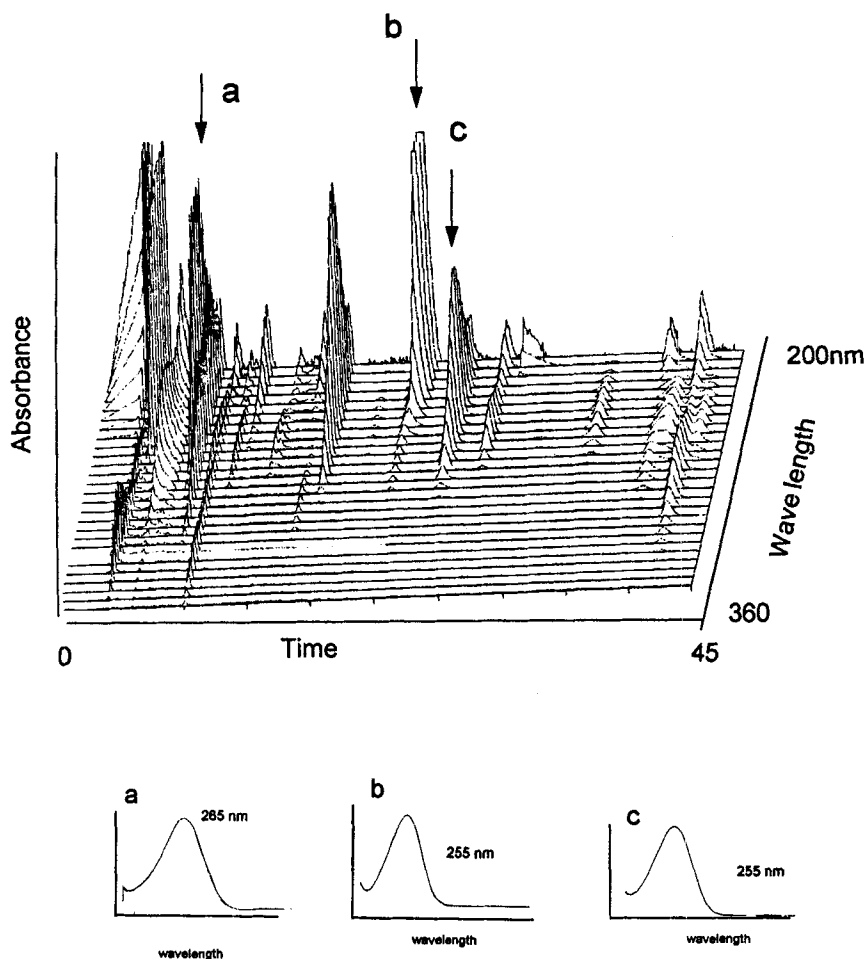 b
a
c
Absorbance
200nm
Wave length
360
0
Time
45
a
265 nm
wavelength
b
255 nm
wavelength
c
255 nm
wavelength